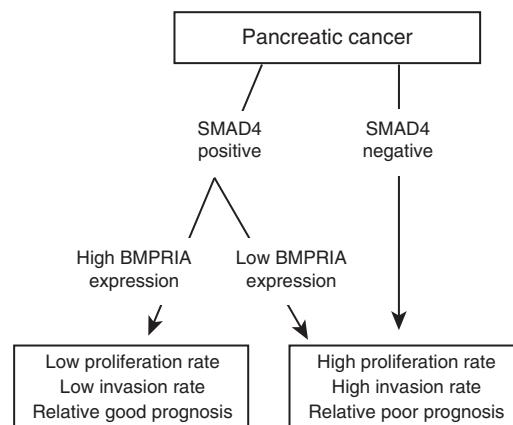 Pancreatic cancer
SMAD4
positive
SMAD4
negative
High BMPRIA
expression
Low BMPRIA
expression
Low proliferation rate
Low invasion rate
Relative good prognosis
High proliferation rate
High invasion rate
Relative poor prognosis